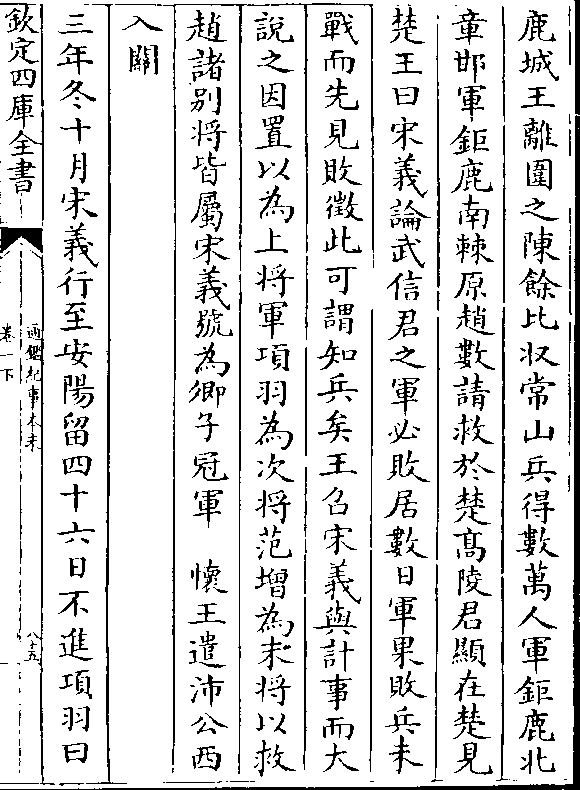 鹿城王離圍之陳餘北收常山兵得數萬人軍鉅鹿北
章邯軍鉅鹿南棘原趙數請救於楚髙陵君顯在楚見
楚王曰宋義論武信君之軍必敗居數日軍果敗兵未
戰而先見敗徵此可謂知兵矣王召宋義與計事而大
說之因置以為上將軍項羽為次將范增為末將以救
趙諸别將皆屬宋義號為卿子冠軍　懷王遣沛公西
入關
三年冬十月宋義行至安陽留四十六日不進項羽曰
欽定四庫全書
通鑑紀事本末
卷一下
八十五